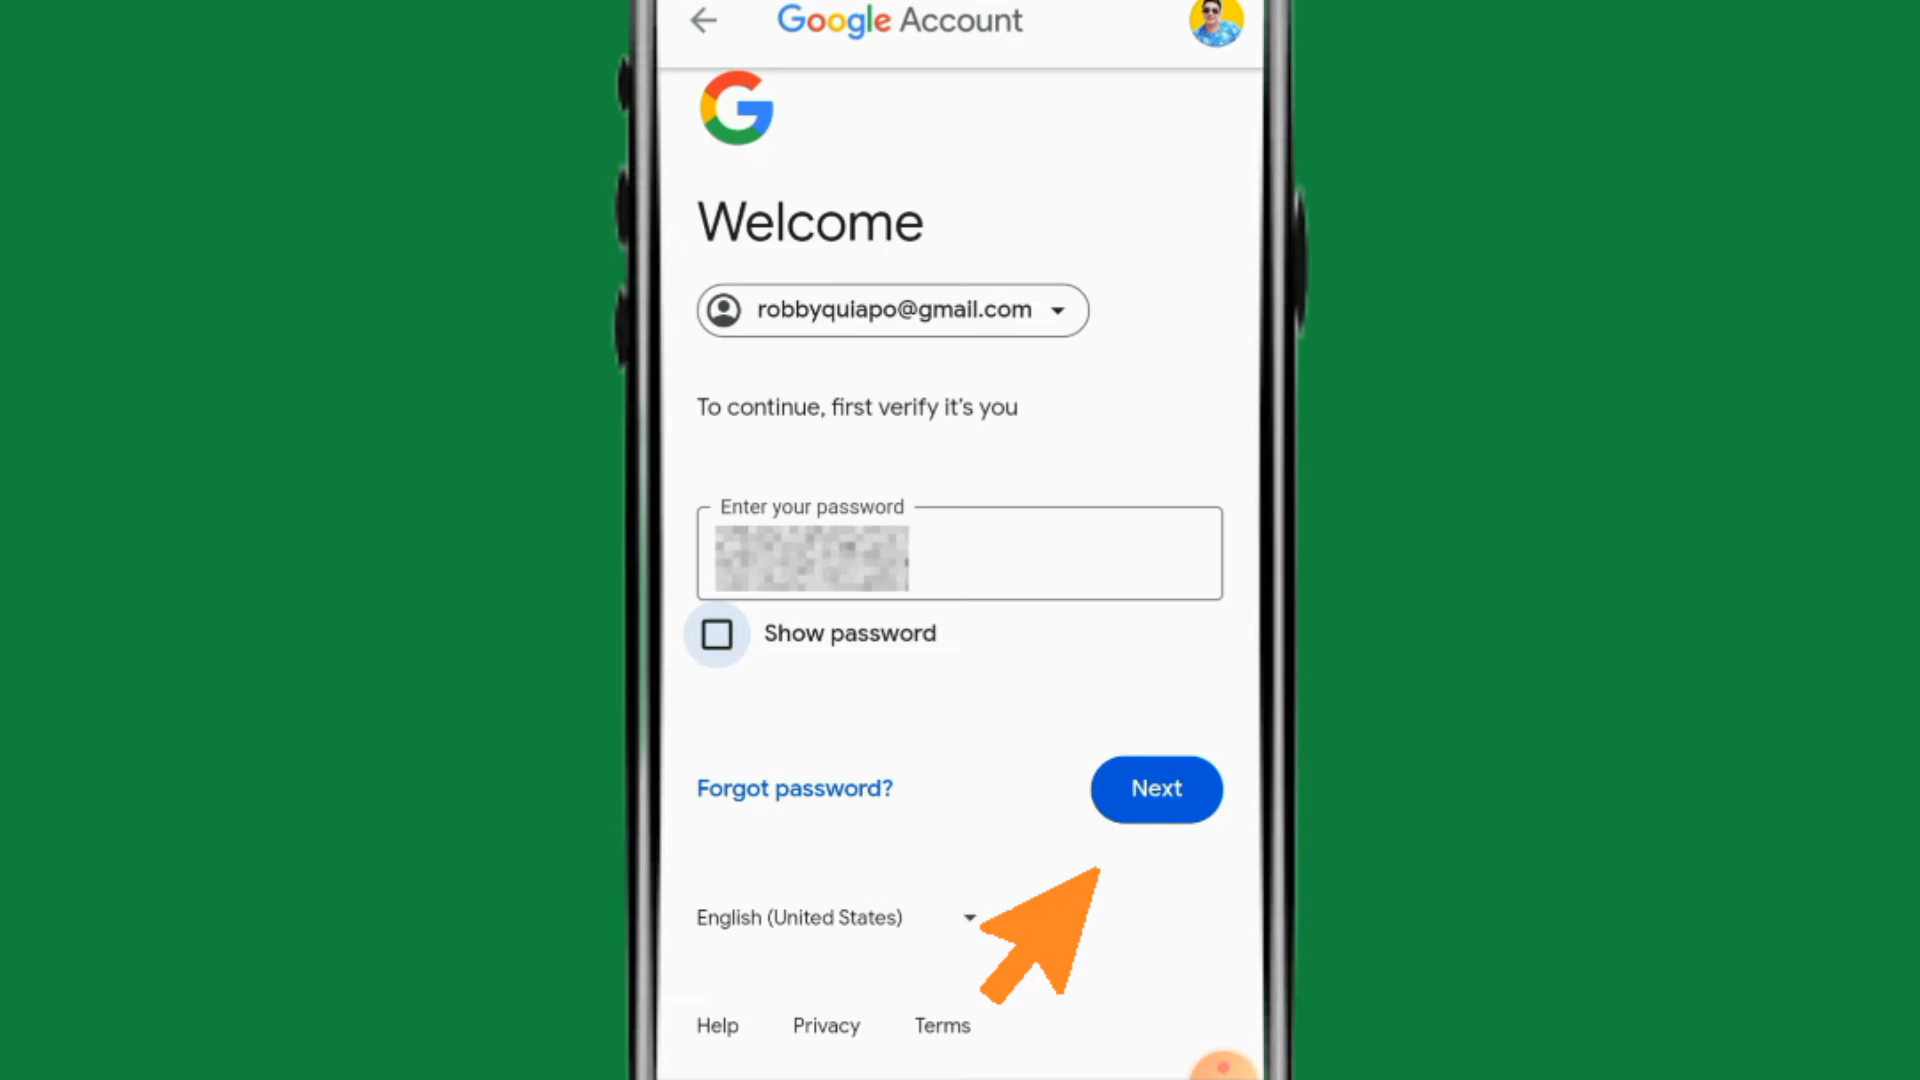 Google Account
G
Welcome
robbyquiapo@gmail.com
To continue, first verify it's you
Enter your password
Show password
Forgot password?
Next
English (United States)
Help Privacy Terms